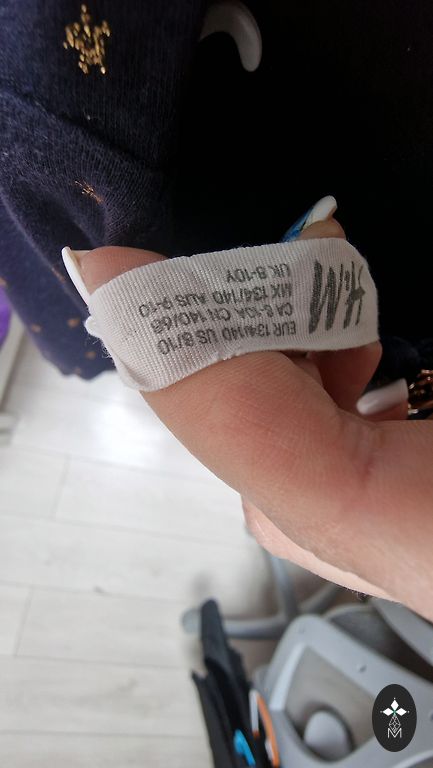 H&M
EUR 134/140 US 8/10
CA 8-10A CN 140/68
MX 134/140 AUS 9-10
UK 8-10Y
M